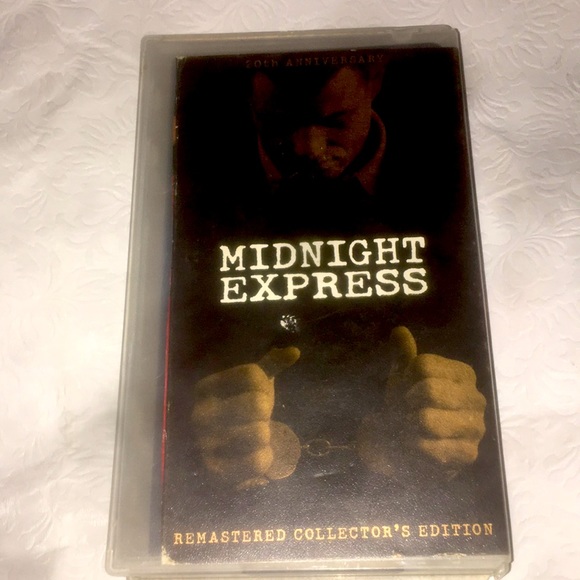 20th ANNIVERSARY
MIDNIGHT
EXPRESS
REMASTERED COLLECTOR'S EDITION